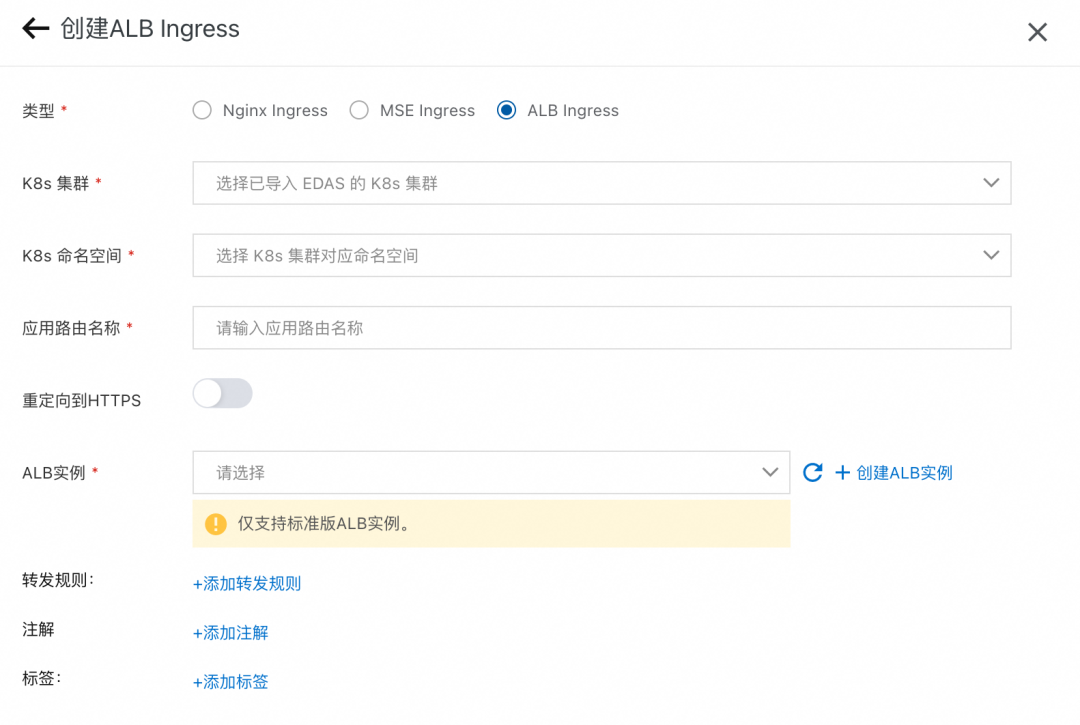 创建ALB Ingress
类型 * Nginx Ingress MSE Ingress ALB Ingress
K8s 集群 * 选择已导入 EDAS 的 K8s 集群
K8s 命名空间 * 选择 K8s 集群对应命名空间
应用路由名称 * 请输入应用路由名称
重定向到HTTPS
ALB实例 * 请选择 + 创建ALB实例
仅支持标准版ALB实例。
转发规则: +添加转发规则
注解 +添加注解
标签: +添加标签